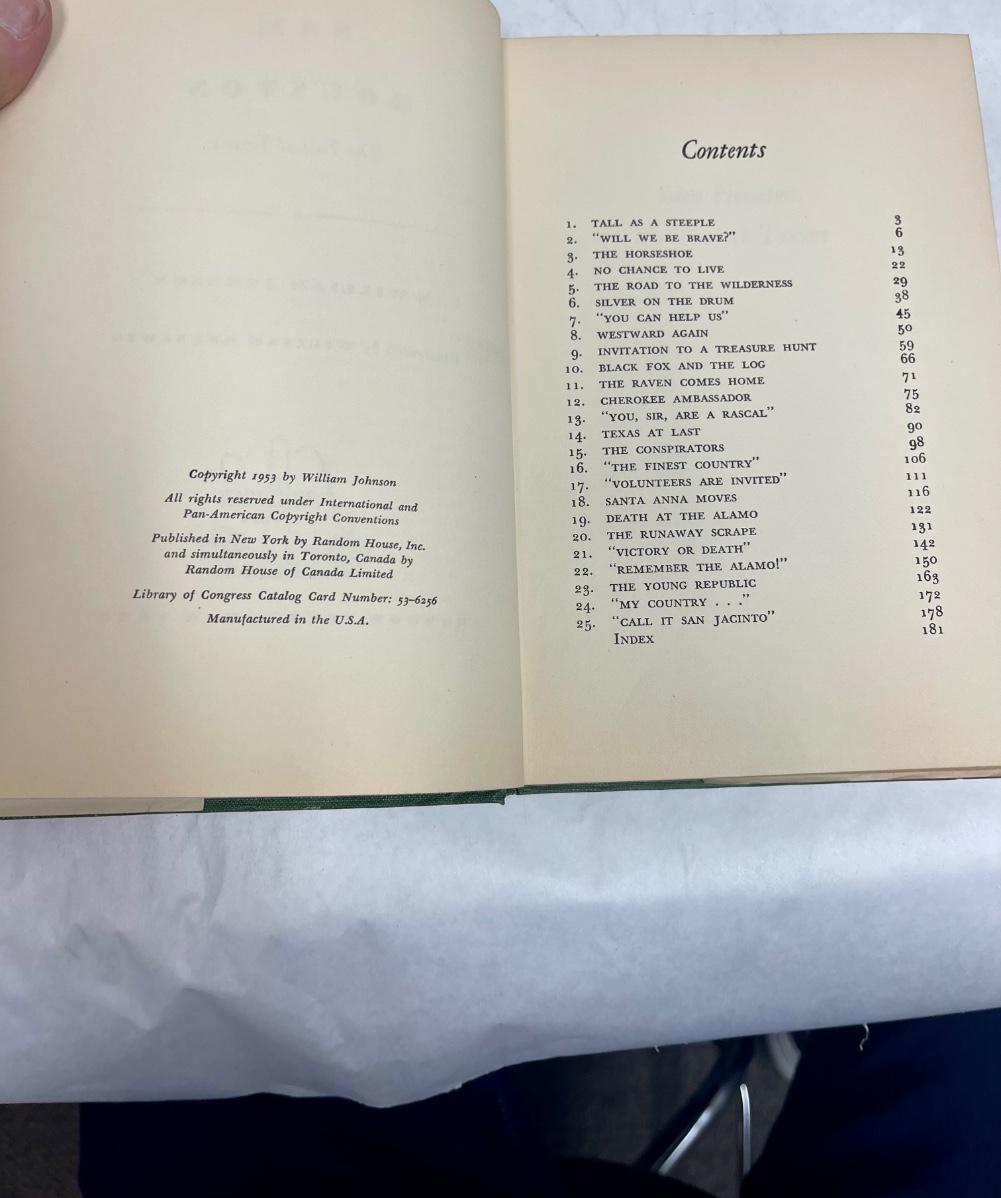 Copyright 1953 by William Johnson
All rights reserved under International and
Pan-American Copyright Conventions
Published in New York by Random House, Inc.
and simultaneously in Toronto, Canada by
Random House of Canada Limited
Library of Congress Catalog Card Number: 53–6256
Manufactured in the U.S.A.
Contents
1. TALL AS A STEEPLE 3
2. “WILL WE BE BRAVE?” 6
3. THE HORSESHOE 13
4. NO CHANCE TO LIVE 22
5. THE ROAD TO THE WILDERNESS 29
6. SILVER ON THE DRUM 38
7. “YOU CAN HELP US” 45
8. WESTWARD AGAIN 50
9. INVITATION TO A TREASURE HUNT 59
10. BLACK FOX AND THE LOG 66
11. THE RAVEN COMES HOME 71
12. CHEROKEE AMBASSADOR 75
13. “YOU, SIR, ARE A RASCAL” 82
14. TEXAS AT LAST 90
15. THE CONSPIRATORS 98
16. “THE FINEST COUNTRY” 106
17. “VOLUNTEERS ARE INVITED” 111
18. SANTA ANNA MOVES 116
19. DEATH AT THE ALAMO 122
20. THE RUNAWAY SCRAPE 131
21. “VICTORY OR DEATH” 142
22. “REMEMBER THE ALAMO!” 150
23. THE YOUNG REPUBLIC 163
24. “MY COUNTRY . . .” 172
25. “CALL IT SAN JACINTO” 178
INDEX 181